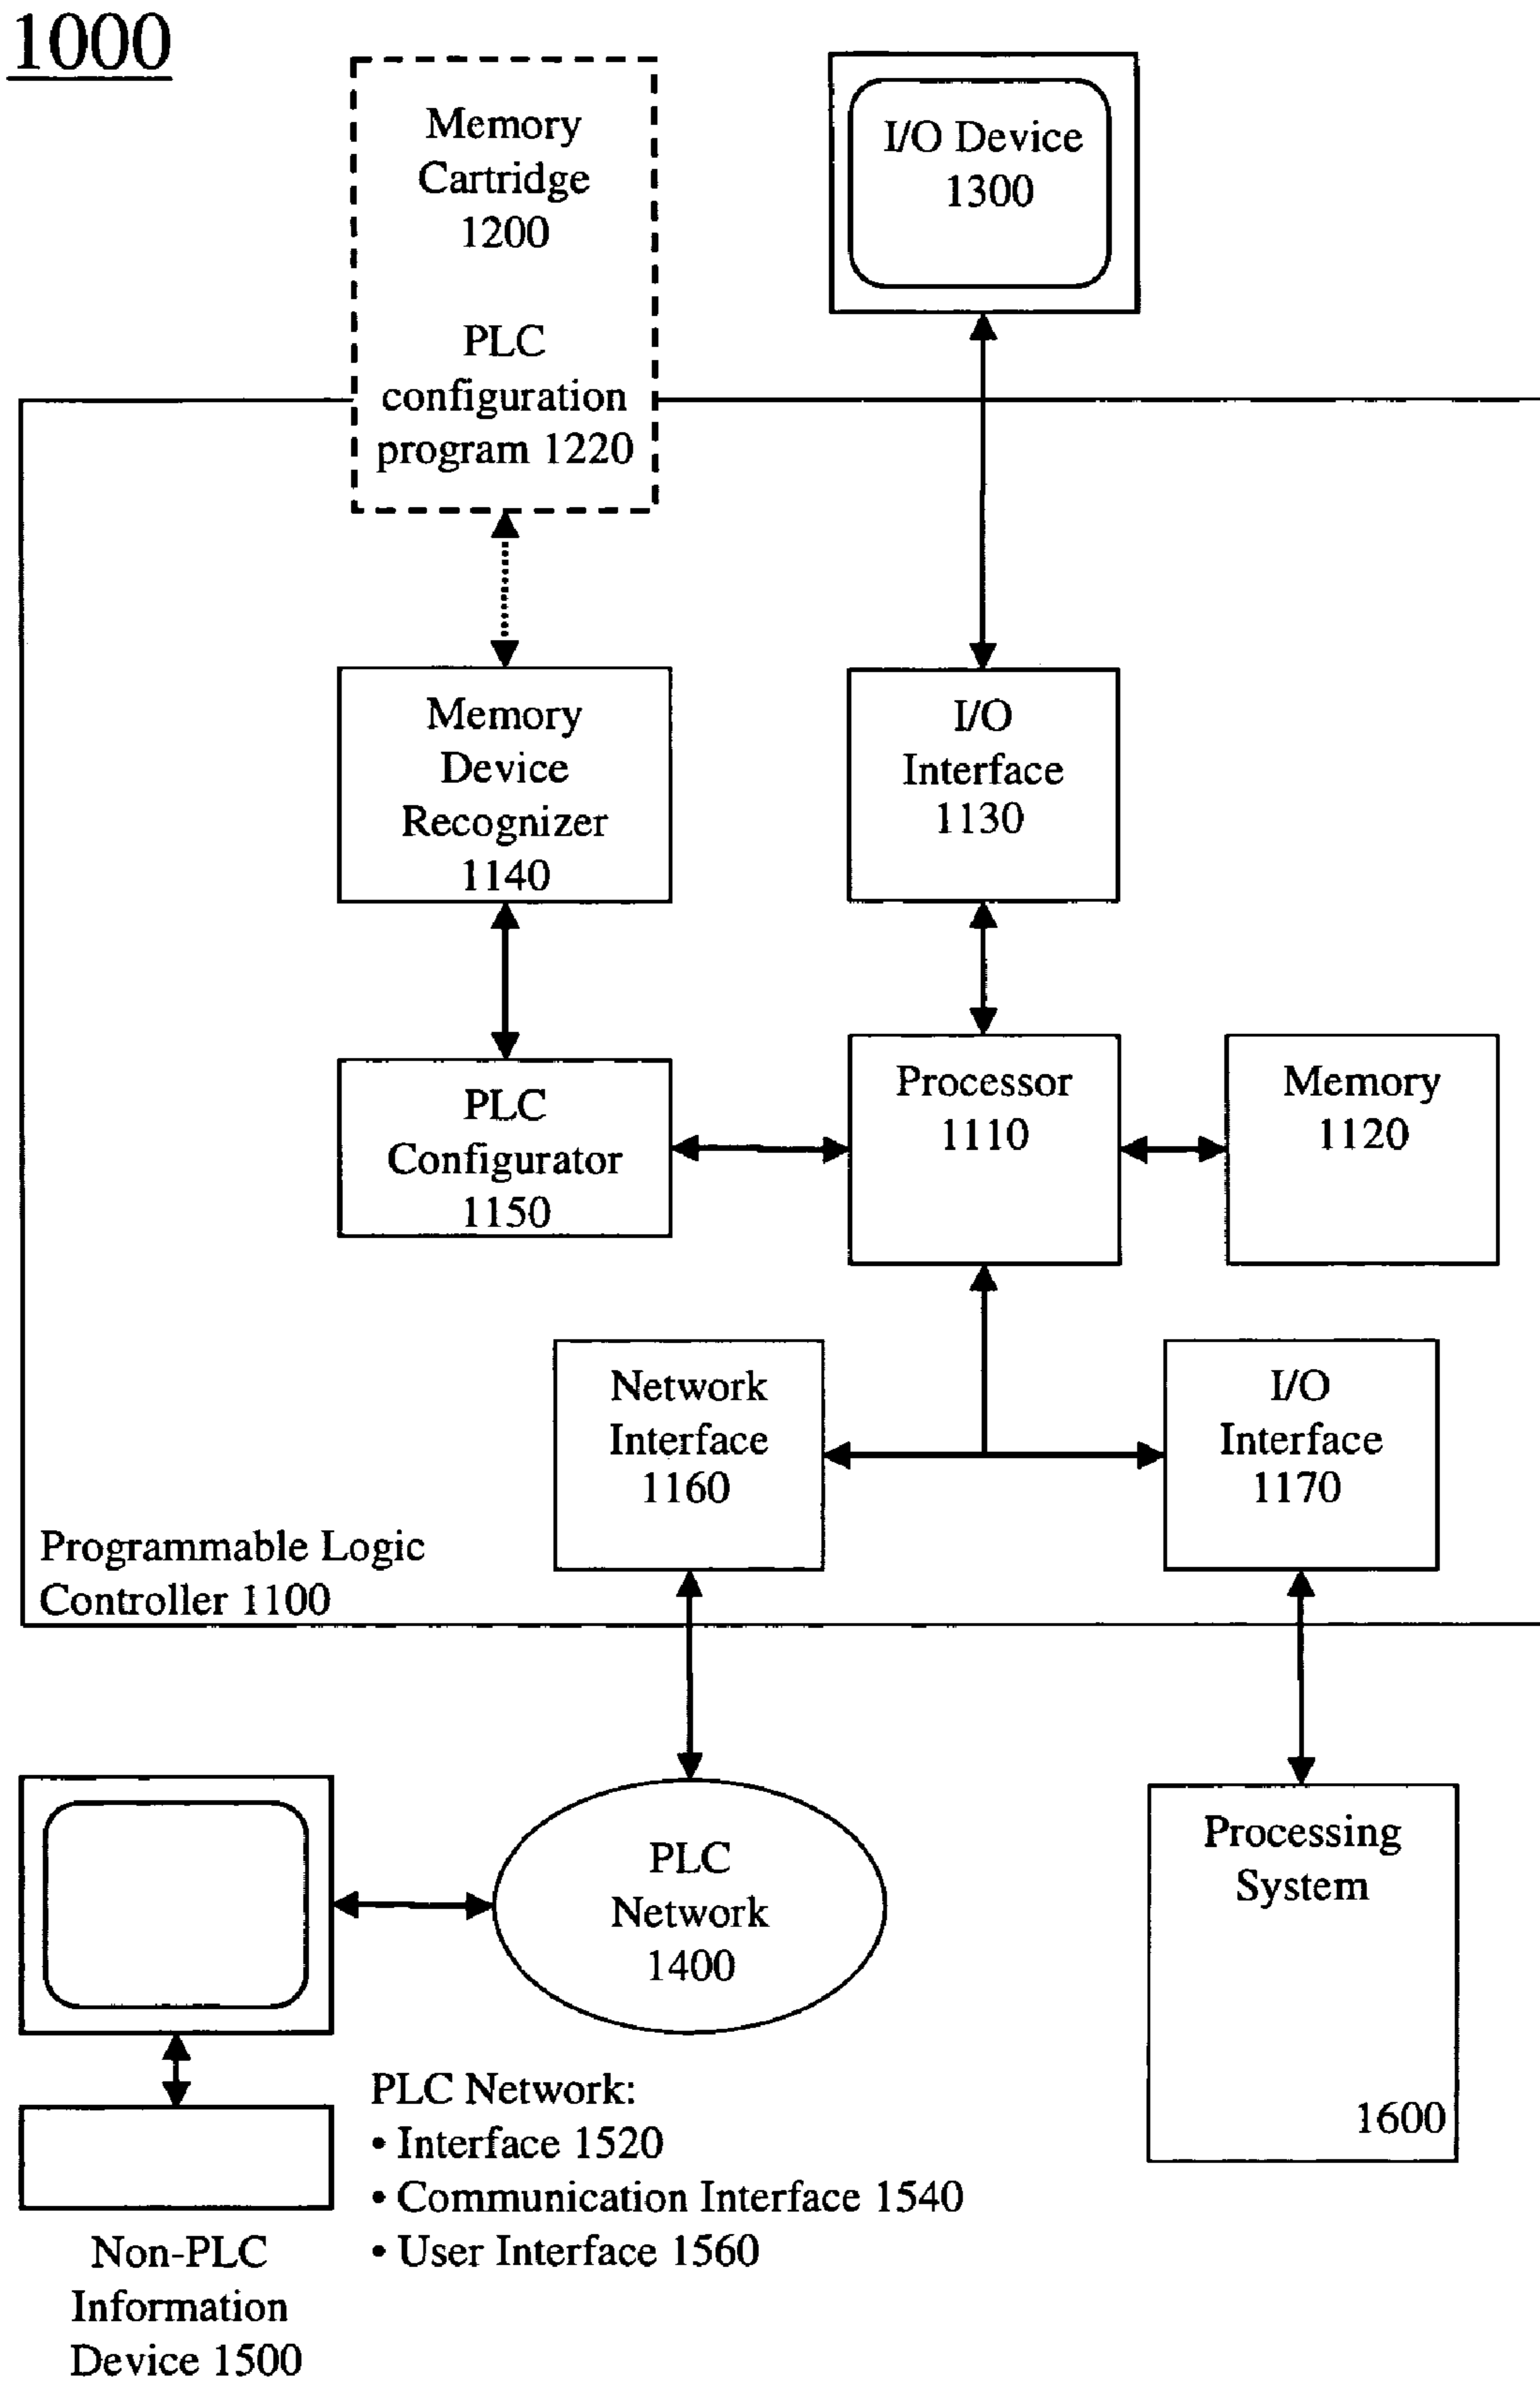 1000
Memory
Cartridge
1200
PLC
configuration
program 1220
I/O Device
1300
Memory
Device
Recognizer
1140
I/O
Interface
1130
PLC
Configurator
1150
Processor
1110
Memory
1120
Network
Interface
1160
I/O
Interface
1170
Programmable Logic
Controller 1100
PLC
Network
1400
Processing
System
1600
PLC Network:
• Interface 1520
• Communication Interface 1540
• User Interface 1560
Non-PLC
Information
Device 1500